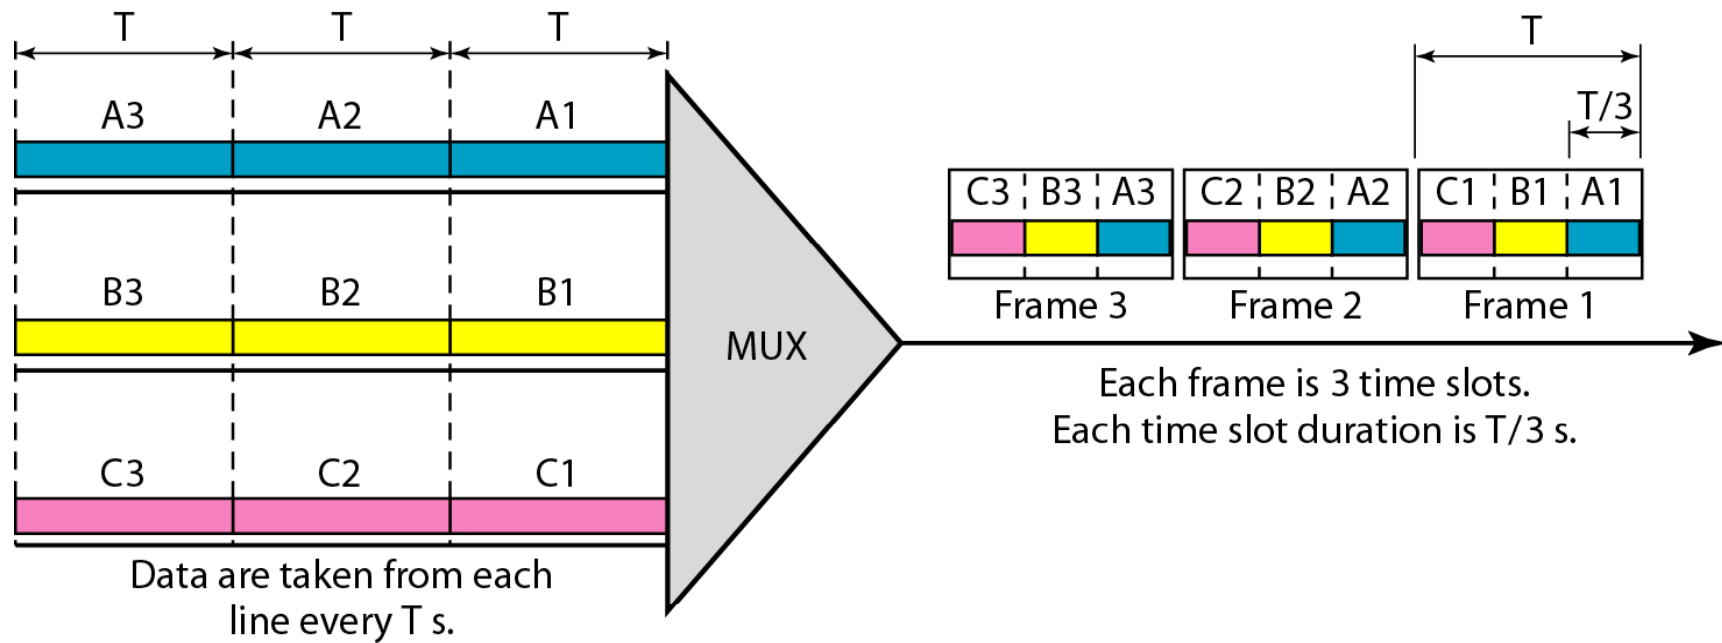 T T T
T
T/3
A3 A2 A1
C3 B3 A3 C2 B2 A2 C1 B1 A1
Frame 3 Frame 2 Frame 1
B3 B2 B1
MUX
Each frame is 3 time slots.
Each time slot duration is T/3 s.
C3 C2 C1
Data are taken from each
line every T s.